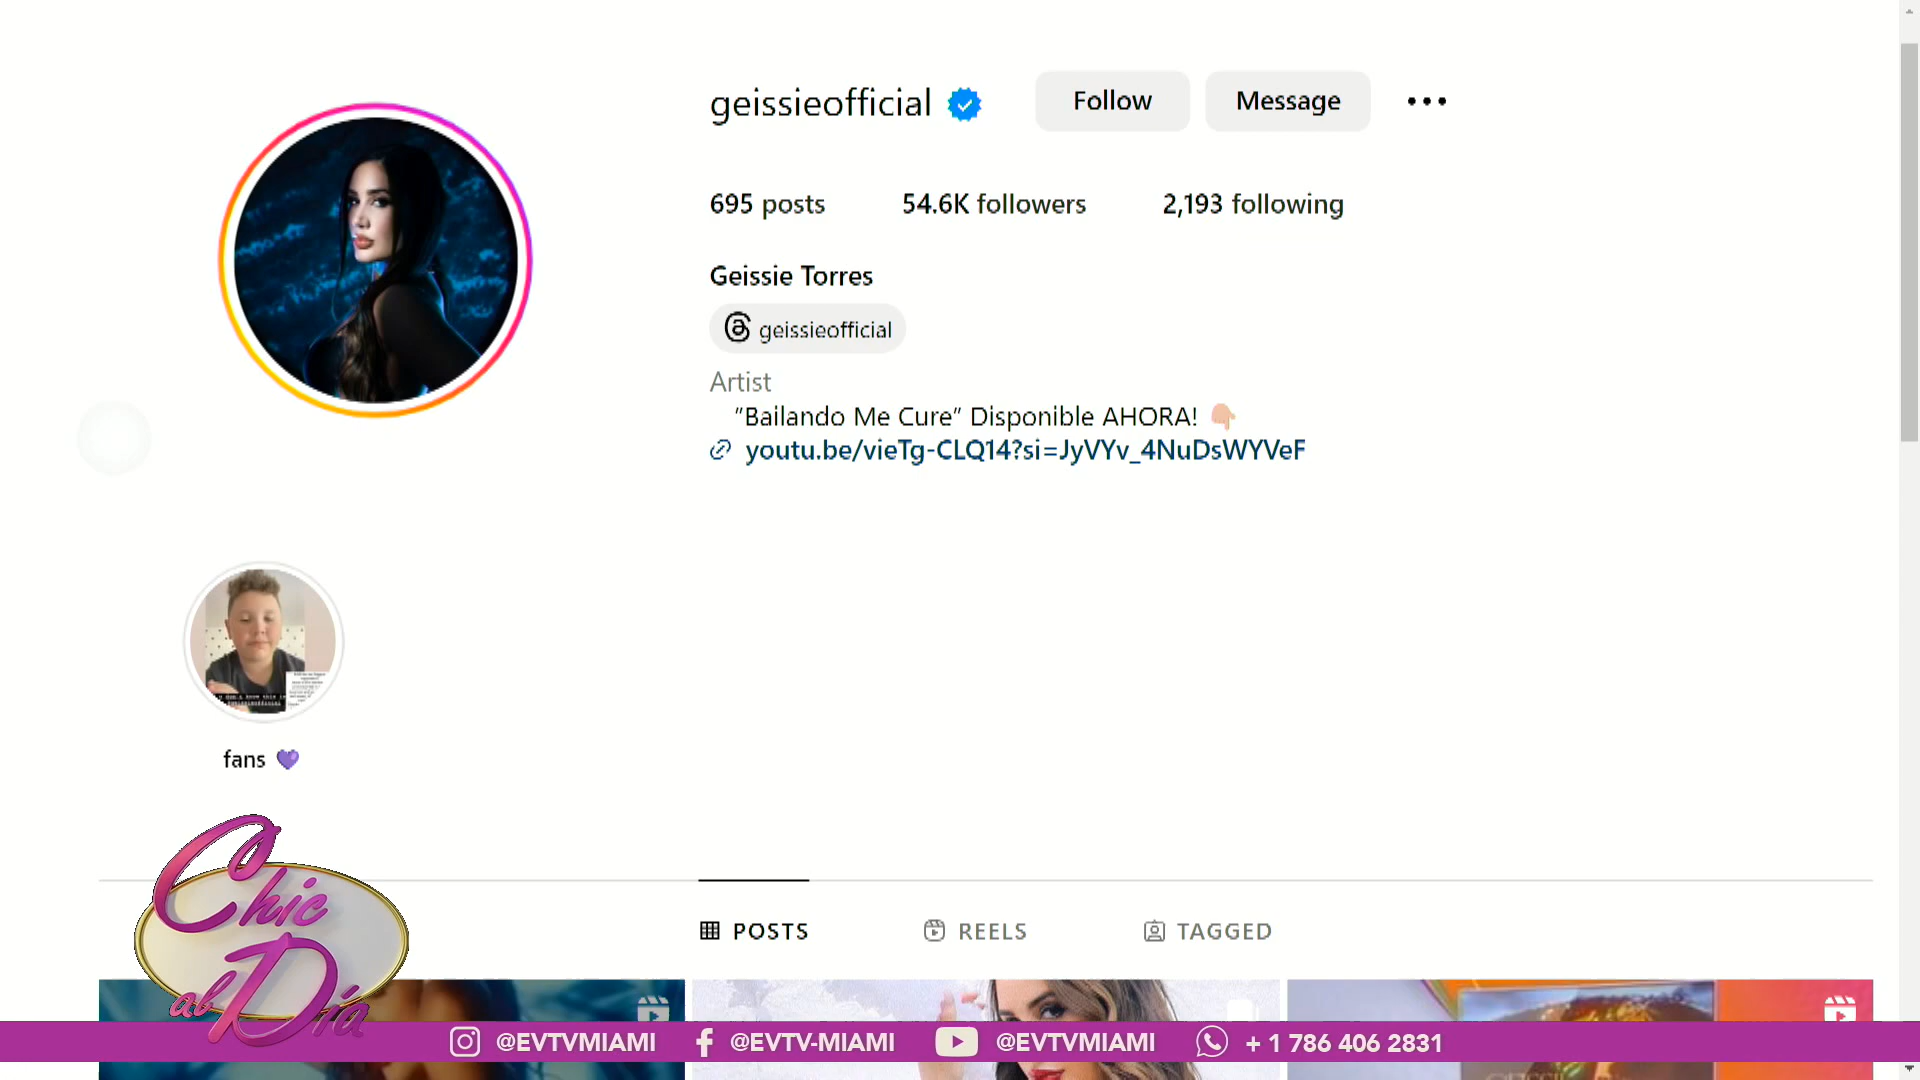 geissieofficial
Follow
Message
695 posts
54.6K followers
2,193 following
Geissie Torres
geissieofficial
Artist
"Bailando Me Cure" Disponible AHORA! 👇🏼
youtu.be/vieTg-CLQ14?si=JyVYv_4NuDsWYVeF
fans 💜
POSTS
REELS
TAGGED
Chic
al Día
@EVTVMIAMI
@EVTV-MIAMI
@EVTVMIAMI
+ 1 786 406 2831